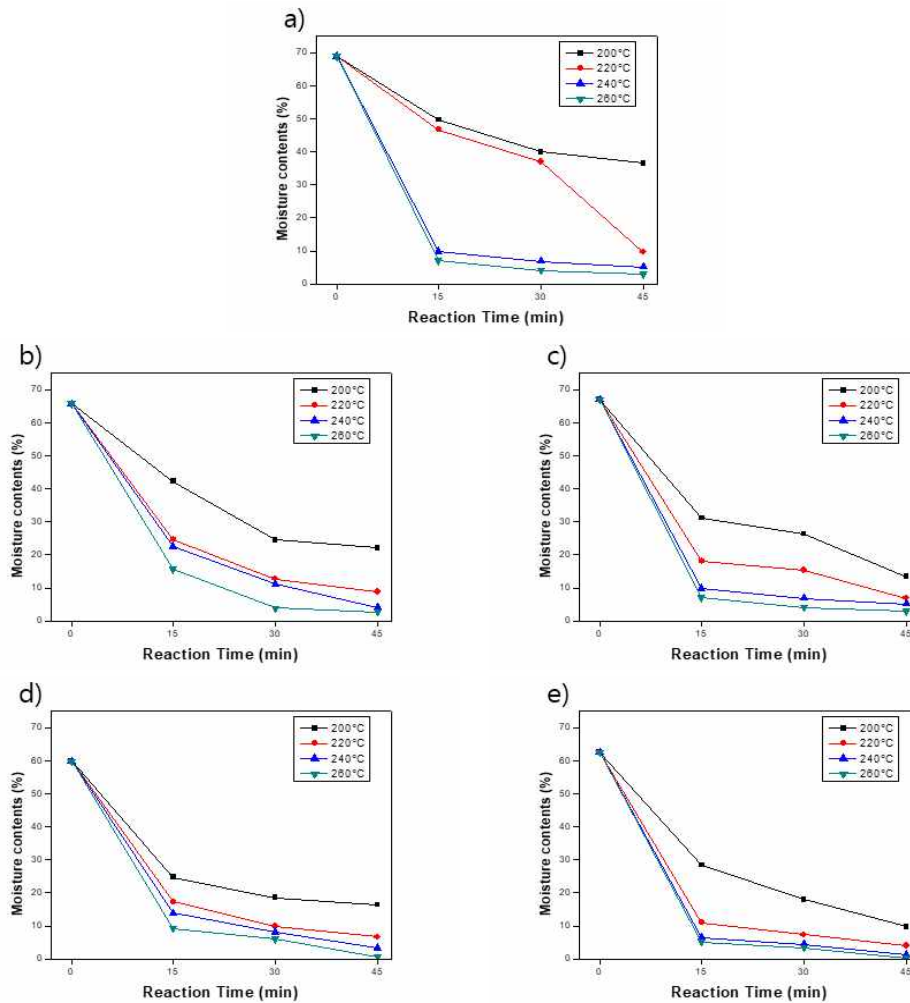 a)
Moisture contents (%)
70
60
50
40
30
20
10
0
200°C
220°C
240°C
260°C
0 15 30 45
Reaction Time (min)
b)
Moisture contents (%)
70
60
50
40
30
20
10
0
200°C
220°C
240°C
260°C
0 15 30 45
Reaction Time (min)
c)
Moisture contents (%)
70
60
50
40
30
20
10
0
200°C
220°C
240°C
260°C
0 15 30 45
Reaction Time (min)
d)
Moisture contents (%)
70
60
50
40
30
20
10
0
200°C
220°C
240°C
260°C
0 15 30 45
Reaction Time (min)
e)
Moisture contents (%)
70
60
50
40
30
20
10
0
200°C
220°C
240°C
260°C
0 15 30 45
Reaction Time (min)